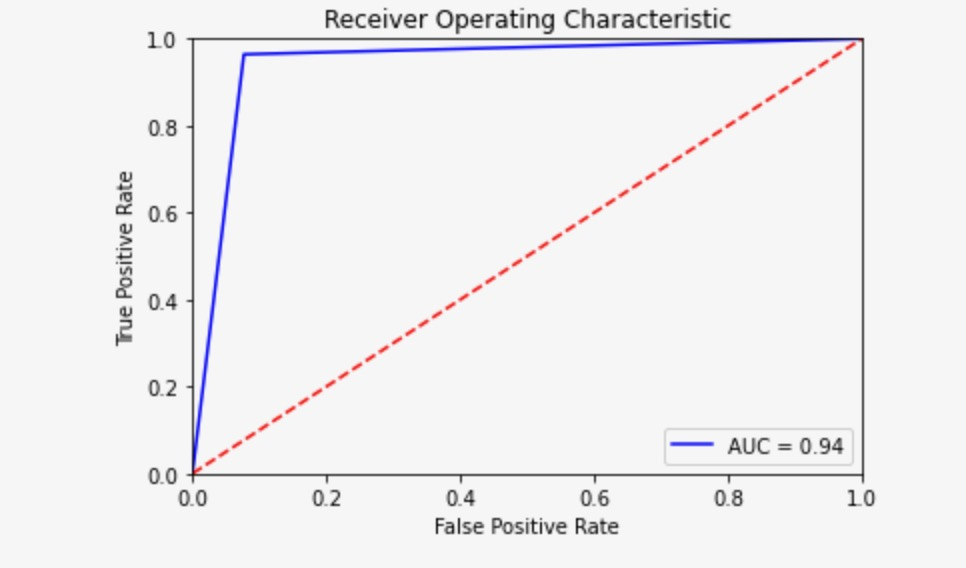 Receiver Operating Characteristic
1.0
0.8
0.6
0.4
0.2
0.0
True Positive Rate
AUC = 0.94
0.0 0.2 0.4 0.6 0.8 1.0
False Positive Rate